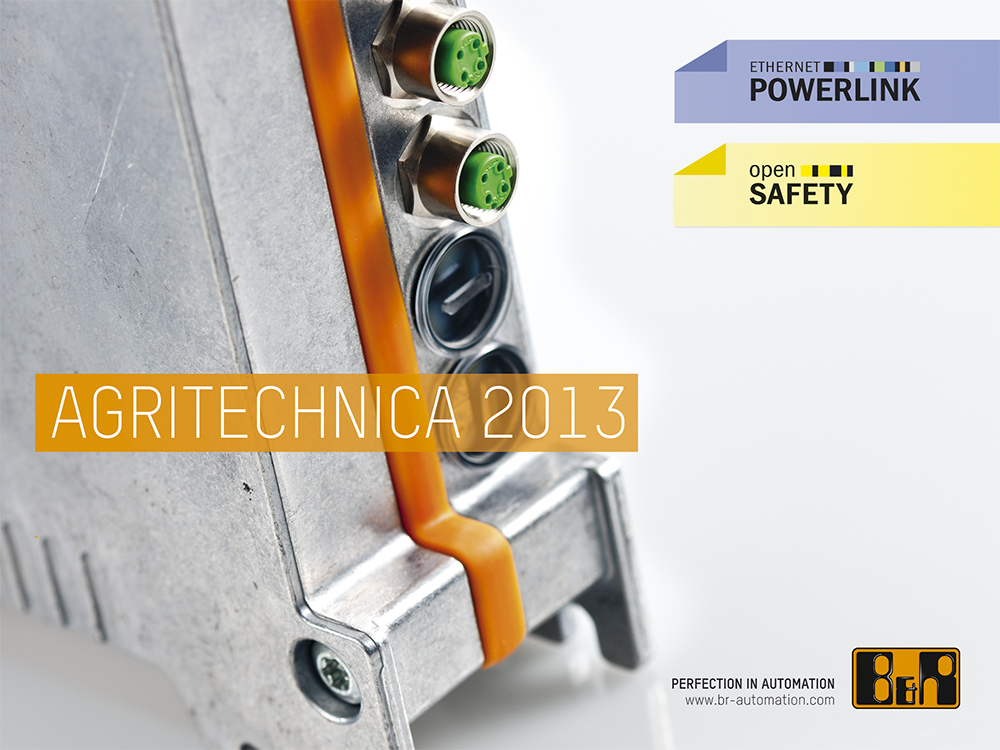 ETHERNET
POWERLINK
open
SAFETY
AGRITECHNICA 2013
PERFECTION IN AUTOMATION
www.br-automation.com
B&R